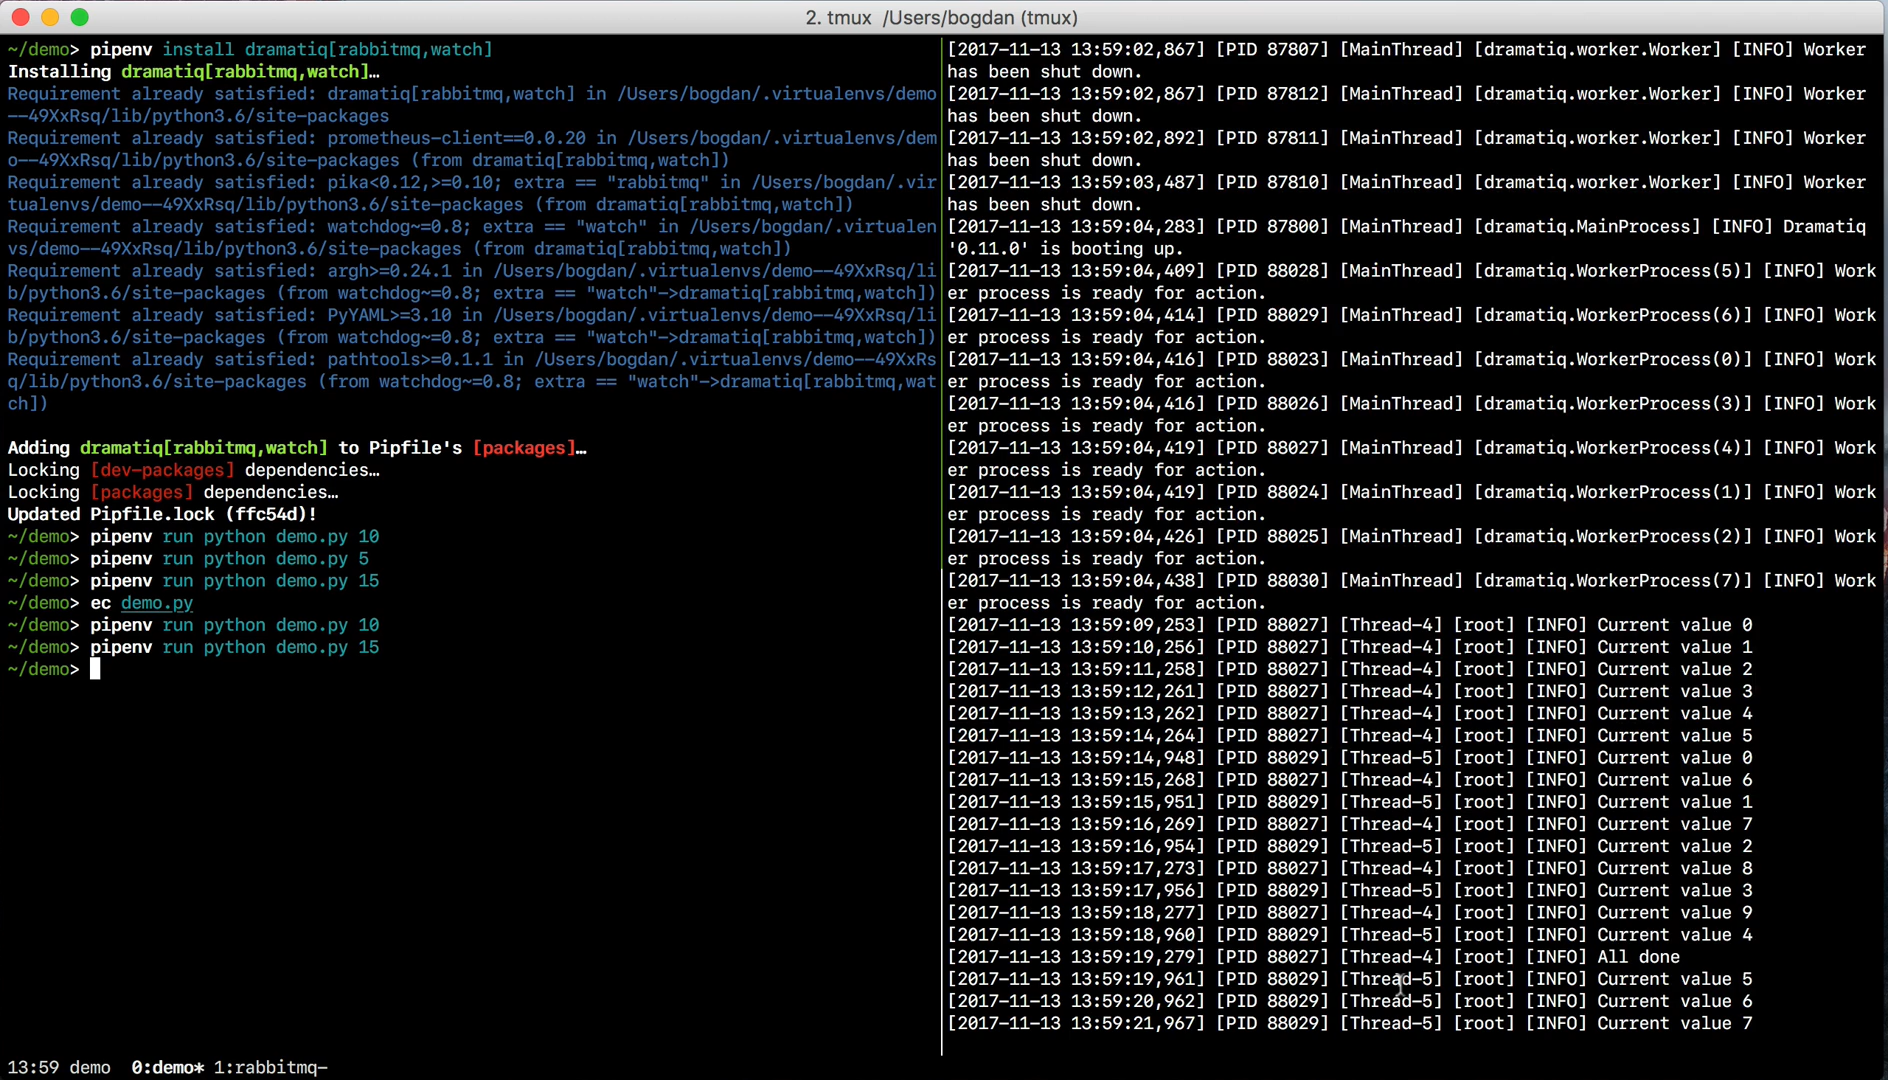 2. tmux  /Users/bogdan (tmux)
~/demo> pipenv install dramatiq[rabbitmq,watch]
Installing dramatiq[rabbitmq,watch]…
Requirement already satisfied: dramatiq[rabbitmq,watch] in /Users/bogdan/.virtualenvs/demo
--49XxRsq/lib/python3.6/site-packages
Requirement already satisfied: prometheus-client==0.0.20 in /Users/bogdan/.virtualenvs/dem
o--49XxRsq/lib/python3.6/site-packages (from dramatiq[rabbitmq,watch])
Requirement already satisfied: pika<0.12,>=0.10; extra == "rabbitmq" in /Users/bogdan/.vir
tualenvs/demo--49XxRsq/lib/python3.6/site-packages (from dramatiq[rabbitmq,watch])
Requirement already satisfied: watchdog~=0.8; extra == "watch" in /Users/bogdan/.virtualen
vs/demo--49XxRsq/lib/python3.6/site-packages (from dramatiq[rabbitmq,watch])
Requirement already satisfied: argh>=0.24.1 in /Users/bogdan/.virtualenvs/demo--49XxRsq/li
b/python3.6/site-packages (from watchdog~=0.8; extra == "watch"->dramatiq[rabbitmq,watch])
Requirement already satisfied: PyYAML>=3.10 in /Users/bogdan/.virtualenvs/demo--49XxRsq/li
b/python3.6/site-packages (from watchdog~=0.8; extra == "watch"->dramatiq[rabbitmq,watch])
Requirement already satisfied: pathtools>=0.1.1 in /Users/bogdan/.virtualenvs/demo--49XxRs
q/lib/python3.6/site-packages (from watchdog~=0.8; extra == "watch"->dramatiq[rabbitmq,wat
ch])
Adding dramatiq[rabbitmq,watch] to Pipfile's [packages]…
Locking [dev-packages] dependencies…
Locking [packages] dependencies…
Updated Pipfile.lock (ffc54d)!
~/demo> pipenv run python demo.py 10
~/demo> pipenv run python demo.py 5
~/demo> pipenv run python demo.py 15
~/demo> ec demo.py
~/demo> pipenv run python demo.py 10
~/demo> pipenv run python demo.py 15
~/demo>
[2017-11-13 13:59:02,867] [PID 87807] [MainThread] [dramatiq.worker.Worker] [INFO] Worker
has been shut down.
[2017-11-13 13:59:02,867] [PID 87812] [MainThread] [dramatiq.worker.Worker] [INFO] Worker
has been shut down.
[2017-11-13 13:59:02,892] [PID 87811] [MainThread] [dramatiq.worker.Worker] [INFO] Worker
has been shut down.
[2017-11-13 13:59:03,487] [PID 87810] [MainThread] [dramatiq.worker.Worker] [INFO] Worker
has been shut down.
[2017-11-13 13:59:04,283] [PID 87800] [MainThread] [dramatiq.MainProcess] [INFO] Dramatiq
'0.11.0' is booting up.
[2017-11-13 13:59:04,409] [PID 88028] [MainThread] [dramatiq.WorkerProcess(5)] [INFO] Work
er process is ready for action.
[2017-11-13 13:59:04,414] [PID 88029] [MainThread] [dramatiq.WorkerProcess(6)] [INFO] Work
er process is ready for action.
[2017-11-13 13:59:04,416] [PID 88023] [MainThread] [dramatiq.WorkerProcess(0)] [INFO] Work
er process is ready for action.
[2017-11-13 13:59:04,416] [PID 88026] [MainThread] [dramatiq.WorkerProcess(3)] [INFO] Work
er process is ready for action.
[2017-11-13 13:59:04,419] [PID 88027] [MainThread] [dramatiq.WorkerProcess(4)] [INFO] Work
er process is ready for action.
[2017-11-13 13:59:04,419] [PID 88024] [MainThread] [dramatiq.WorkerProcess(1)] [INFO] Work
er process is ready for action.
[2017-11-13 13:59:04,426] [PID 88025] [MainThread] [dramatiq.WorkerProcess(2)] [INFO] Work
er process is ready for action.
[2017-11-13 13:59:04,438] [PID 88030] [MainThread] [dramatiq.WorkerProcess(7)] [INFO] Work
er process is ready for action.
[2017-11-13 13:59:09,253] [PID 88027] [Thread-4] [root] [INFO] Current value 0
[2017-11-13 13:59:10,256] [PID 88027] [Thread-4] [root] [INFO] Current value 1
[2017-11-13 13:59:11,258] [PID 88027] [Thread-4] [root] [INFO] Current value 2
[2017-11-13 13:59:12,261] [PID 88027] [Thread-4] [root] [INFO] Current value 3
[2017-11-13 13:59:13,262] [PID 88027] [Thread-4] [root] [INFO] Current value 4
[2017-11-13 13:59:14,264] [PID 88027] [Thread-4] [root] [INFO] Current value 5
[2017-11-13 13:59:14,948] [PID 88029] [Thread-5] [root] [INFO] Current value 0
[2017-11-13 13:59:15,268] [PID 88027] [Thread-4] [root] [INFO] Current value 6
[2017-11-13 13:59:15,951] [PID 88029] [Thread-5] [root] [INFO] Current value 1
[2017-11-13 13:59:16,269] [PID 88027] [Thread-4] [root] [INFO] Current value 7
[2017-11-13 13:59:16,954] [PID 88029] [Thread-5] [root] [INFO] Current value 2
[2017-11-13 13:59:17,273] [PID 88027] [Thread-4] [root] [INFO] Current value 8
[2017-11-13 13:59:17,956] [PID 88029] [Thread-5] [root] [INFO] Current value 3
[2017-11-13 13:59:18,277] [PID 88027] [Thread-4] [root] [INFO] Current value 9
[2017-11-13 13:59:18,960] [PID 88029] [Thread-5] [root] [INFO] Current value 4
[2017-11-13 13:59:19,279] [PID 88027] [Thread-4] [root] [INFO] All done
[2017-11-13 13:59:19,961] [PID 88029] [Thread-5] [root] [INFO] Current value 5
[2017-11-13 13:59:20,962] [PID 88029] [Thread-5] [root] [INFO] Current value 6
[2017-11-13 13:59:21,967] [PID 88029] [Thread-5] [root] [INFO] Current value 7
13:59 demo  0:demo* 1:rabbitmq-